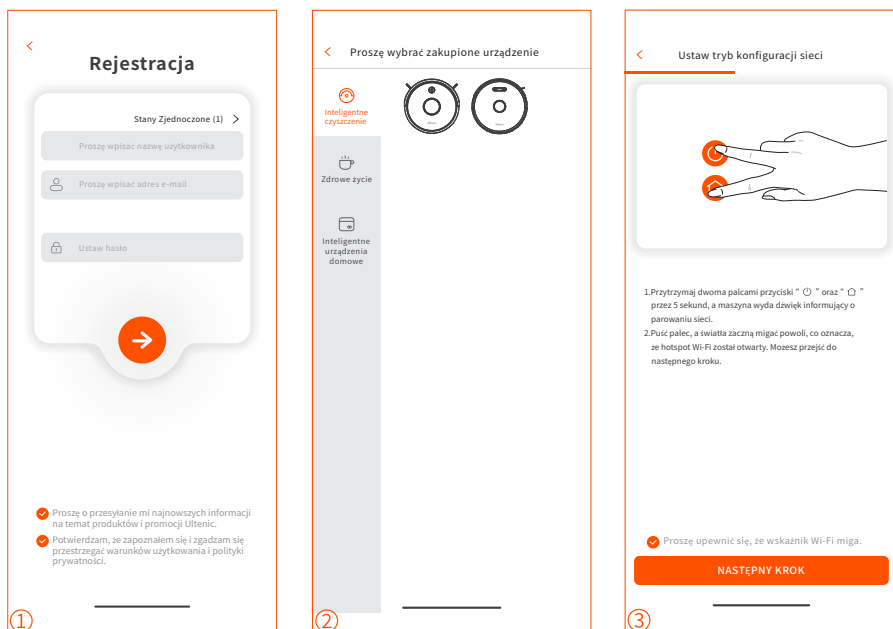 Rejestracja
Stany Zjednoczone (1)
Proszę wpisać nazwę uzytkownika
Proszę wpisać adres e-mail
Ustaw hasło
Proszę o przesyłanie mi najnowszych informacji
na temat produktów i promocji Ultenic.
Potwierdzam, że zapoznałem się i zgadzam się
przestrzegać warunków użytkowania i polityki
prywatności.
①
Proszę wybrać zakupione urządzenie
Inteligentne
czyszczenie
Zdrowe życie
Inteligentne
urządzenia
domowe
②
Ustaw tryb konfiguracji sieci
1.Przytrzymaj dwoma palcami przyciski “ ” oraz “ ”
przez 5 sekund, a maszyna wyda dźwięk informujący o
parowaniu sieci.
2.Puść palec, a światła zaczną migać powoli, co oznacza,
że hotspot Wi-Fi został otwarty. Możesz przejść do
następnego kroku.
Proszę upewnić się, że wskaźnik Wi-Fi miga.
NASTĘPNY KROK
③